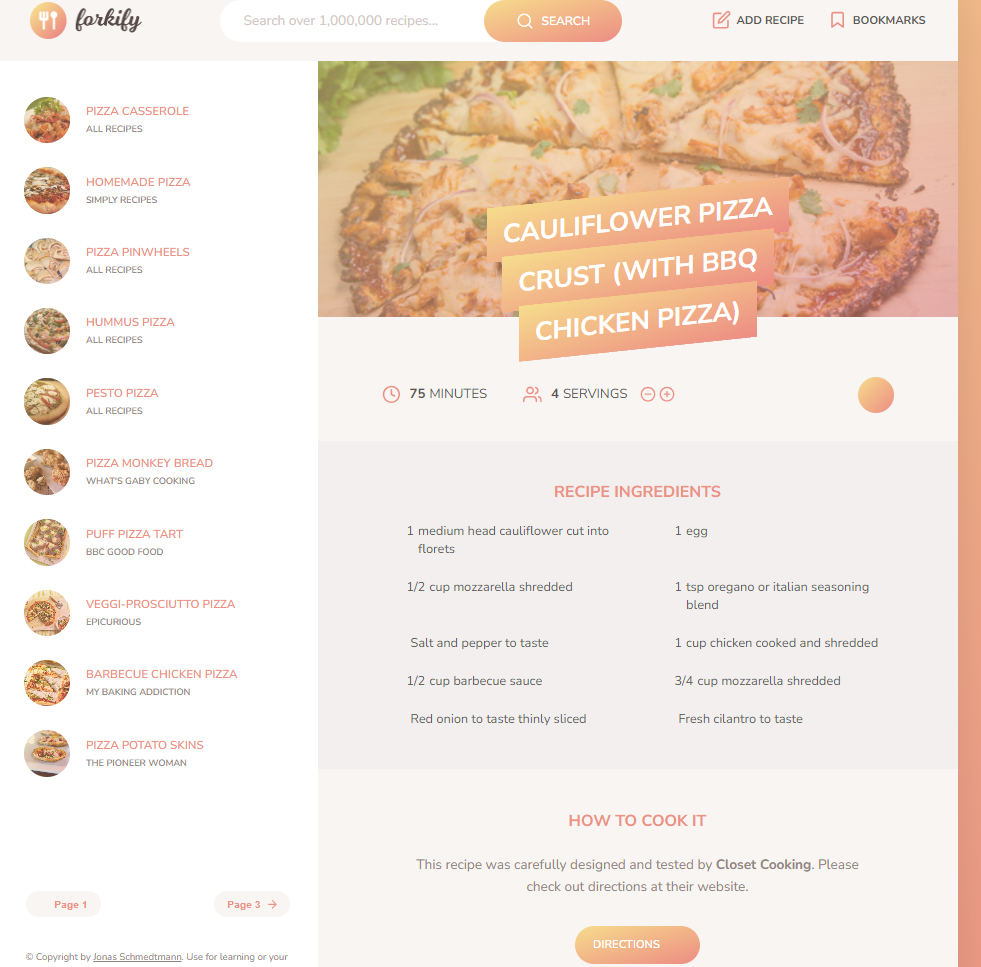 forkify
Search over 1,000,000 recipes...
SEARCH
ADD RECIPE
BOOKMARKS
PIZZA CASSEROLE
ALL RECIPES
HOMEMADE PIZZA
SIMPLY RECIPES
PIZZA PINWHEELS
ALL RECIPES
HUMMUS PIZZA
ALL RECIPES
PESTO PIZZA
ALL RECIPES
PIZZA MONKEY BREAD
WHAT'S GABY COOKING
PUFF PIZZA TART
BBC GOOD FOOD
VEGGI-PROSCIUTTO PIZZA
EPICURIOUS
BARBECUE CHICKEN PIZZA
MY BAKING ADDICTION
PIZZA POTATO SKINS
THE PIONEER WOMAN
Page 1
Page 3
© Copyright by Jonas Schmedtmann. Use for learning or your
CAULIFLOWER PIZZA
CRUST (WITH BBQ
CHICKEN PIZZA)
75 MINUTES
4 SERVINGS
RECIPE INGREDIENTS
1 medium head cauliflower cut into
florets
1 egg
1/2 cup mozzarella shredded
1 tsp oregano or italian seasoning
blend
Salt and pepper to taste
1 cup chicken cooked and shredded
1/2 cup barbecue sauce
3/4 cup mozzarella shredded
Red onion to taste thinly sliced
Fresh cilantro to taste
HOW TO COOK IT
This recipe was carefully designed and tested by Closet Cooking. Please
check out directions at their website.
DIRECTIONS